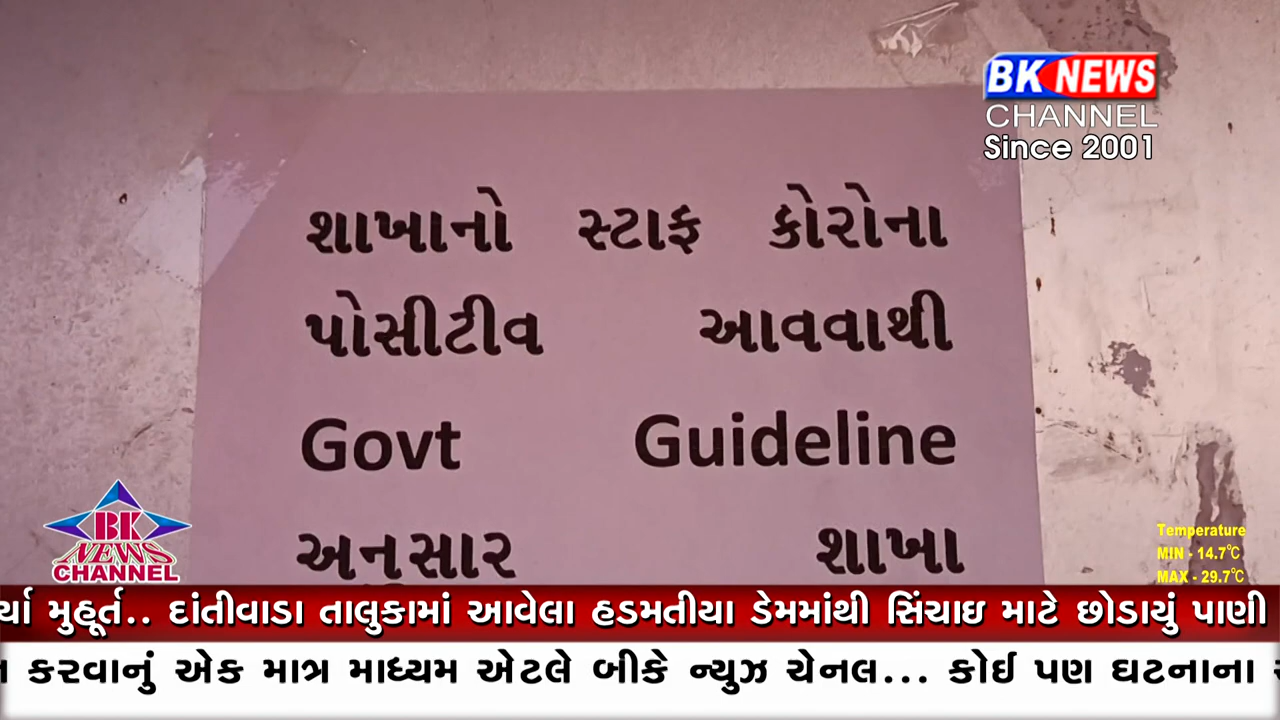 BK NEWS
CHANNEL
Since 2001
શાખાનો સ્ટાફ કોરોના
પોસીટીવ આવવાથી
Govt Guideline
અનુસાર શાખા
BK
NEWS
CHANNEL
Temperature
MIN - 14.7℃
MAX - 29.7℃
ર્યા મુહૂર્ત.. દાંતીવાડા તાલુકામાં આવેલા હડમતીયા ડેમમાંથી સિંચાઇ માટે છોડાયું પાણી
કરવાનું એક માત્ર માધ્યમ એટલે બીકે ન્યુઝ ચેનલ... કોઈ પણ ઘટનાના